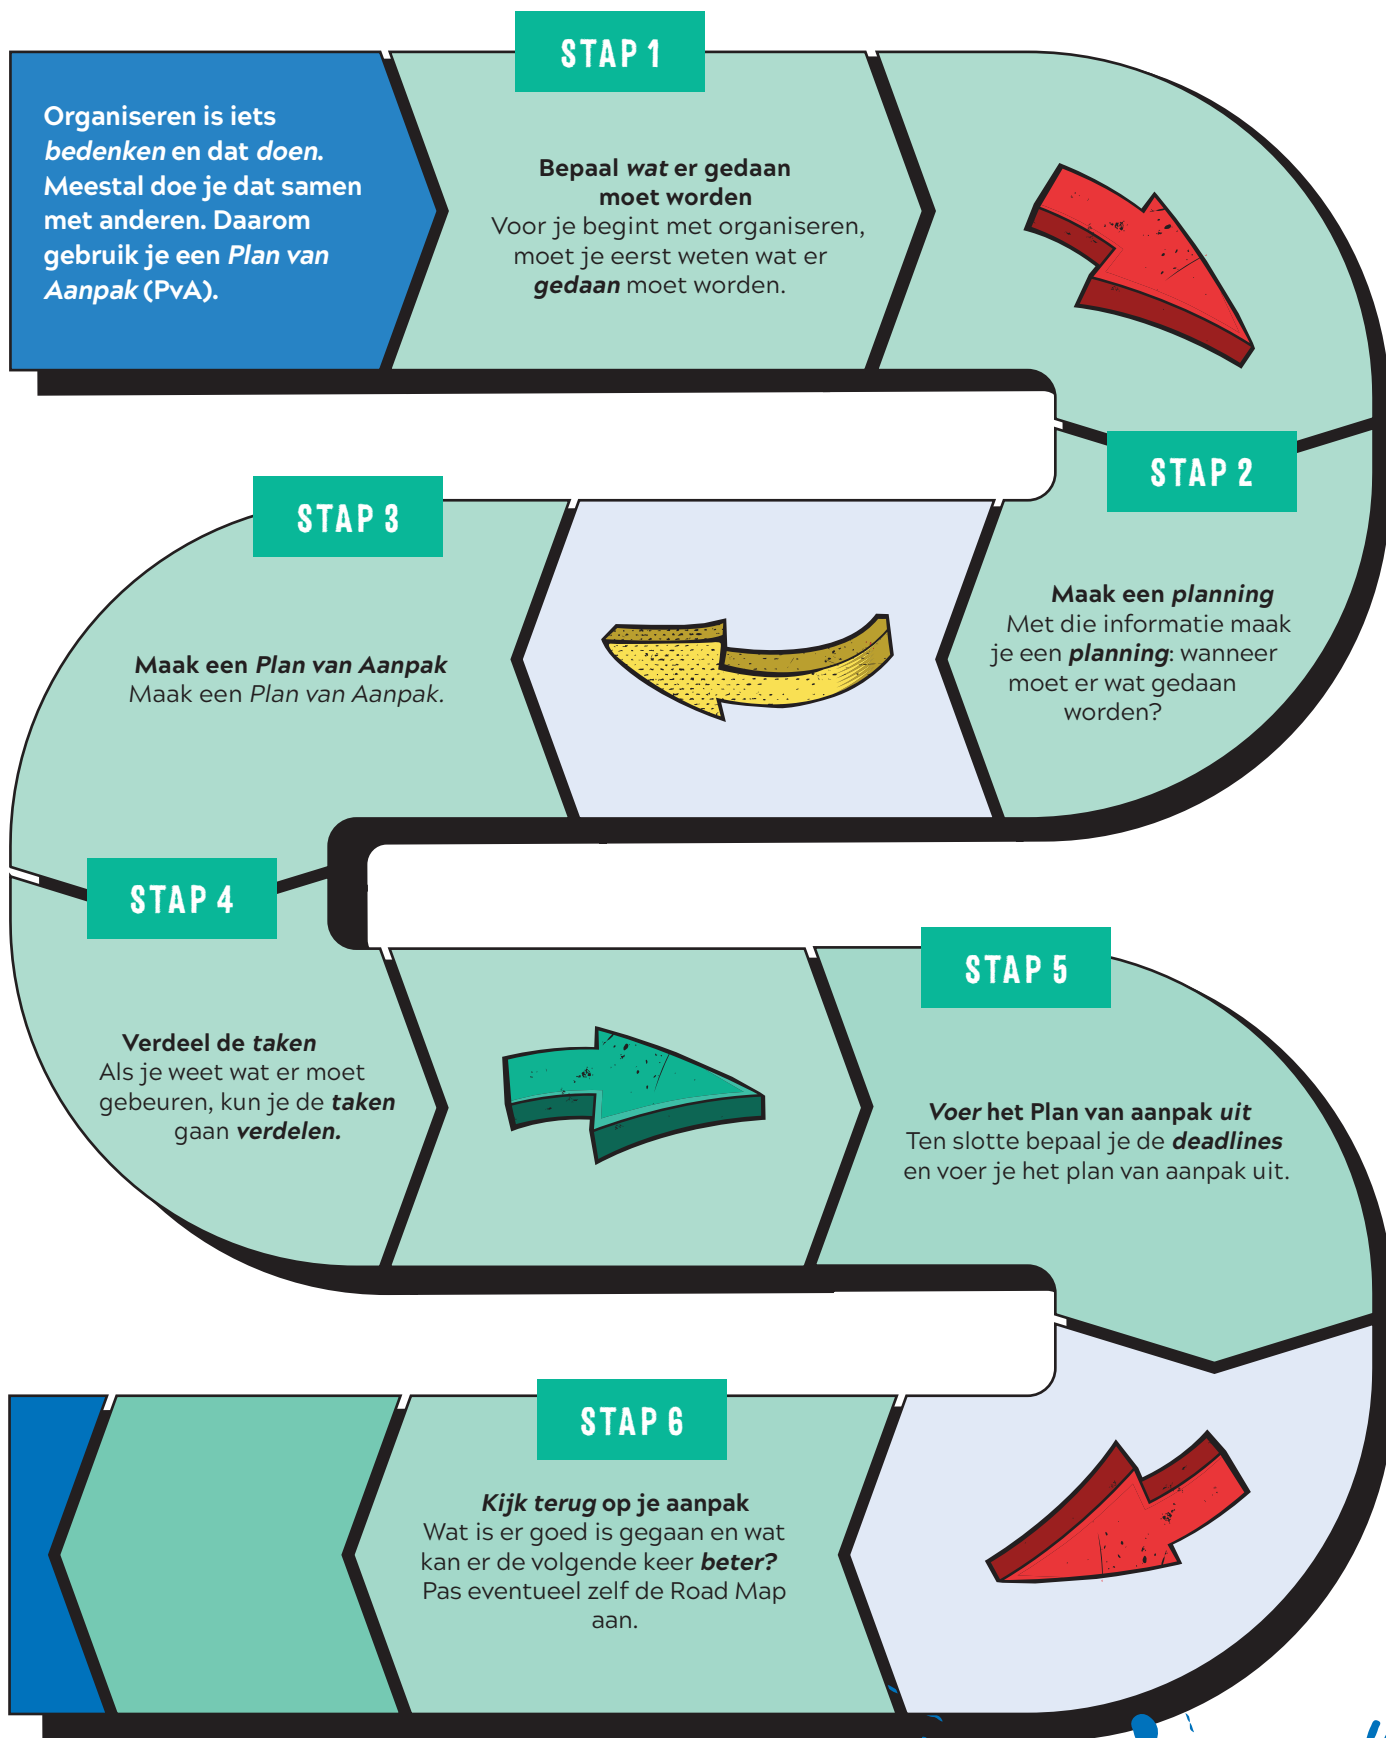 Organiseren is iets
bedenken en dat doen.
Meestal doe je dat samen
met anderen. Daarom
gebruik je een Plan van
Aanpak (PvA).
STAP 1
Bepaal wat er gedaan
moet worden
Voor je begint met organiseren,
moet je eerst weten wat er
gedaan moet worden.
STAP 2
Maak een planning
Met die informatie maak
je een planning: wanneer
moet er wat gedaan
worden?
STAP 3
Maak een Plan van Aanpak
Maak een Plan van Aanpak.
STAP 4
Verdeel de taken
Als je weet wat er moet
gebeuren, kun je de taken
gaan verdelen.
STAP 5
Voer het Plan van aanpak uit
Ten slotte bepaal je de deadlines
en voer je het plan van aanpak uit.
STAP 6
Kijk terug op je aanpak
Wat is er goed is gegaan en wat
kan er de volgende keer beter?
Pas eventueel zelf de Road Map
aan.